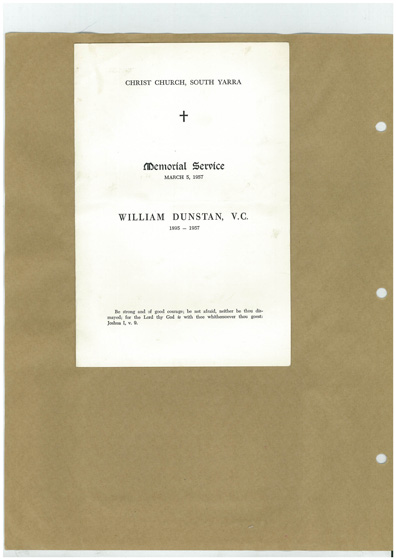 CHRIST CHURCH, SOUTH YARRA
Memorial Service
MARCH 5, 1957
WILLIAM DUNSTAN, V.C.
1895 – 1957
Be strong and of good courage; be not afraid, neither be thou dis-
mayed; for the Lord thy God is with thee whithersoever thou goest:
Joshua I, v. 9.